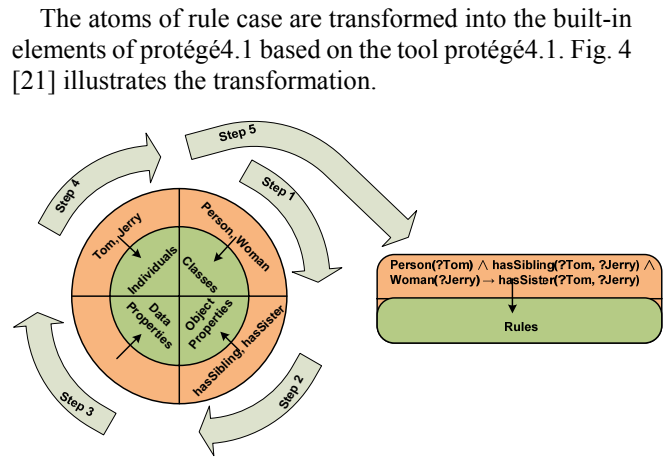 The atoms of rule case are transformed into the built-in
elements of protégé4.1 based on the tool protégé4.1. Fig. 4
[21] illustrates the transformation.
Step 5
Step 4
Step 1
Tom, Jerry
Person, Woman
Individuals
Classes
Data
Properties
Object
Properties
hasSibling, hasSister
Step 3
Step 2
Person(?Tom) ∧ hasSibling(?Tom, ?Jerry) ∧
Woman(?Jerry) → hasSister(?Tom, ?Jerry)
Rules